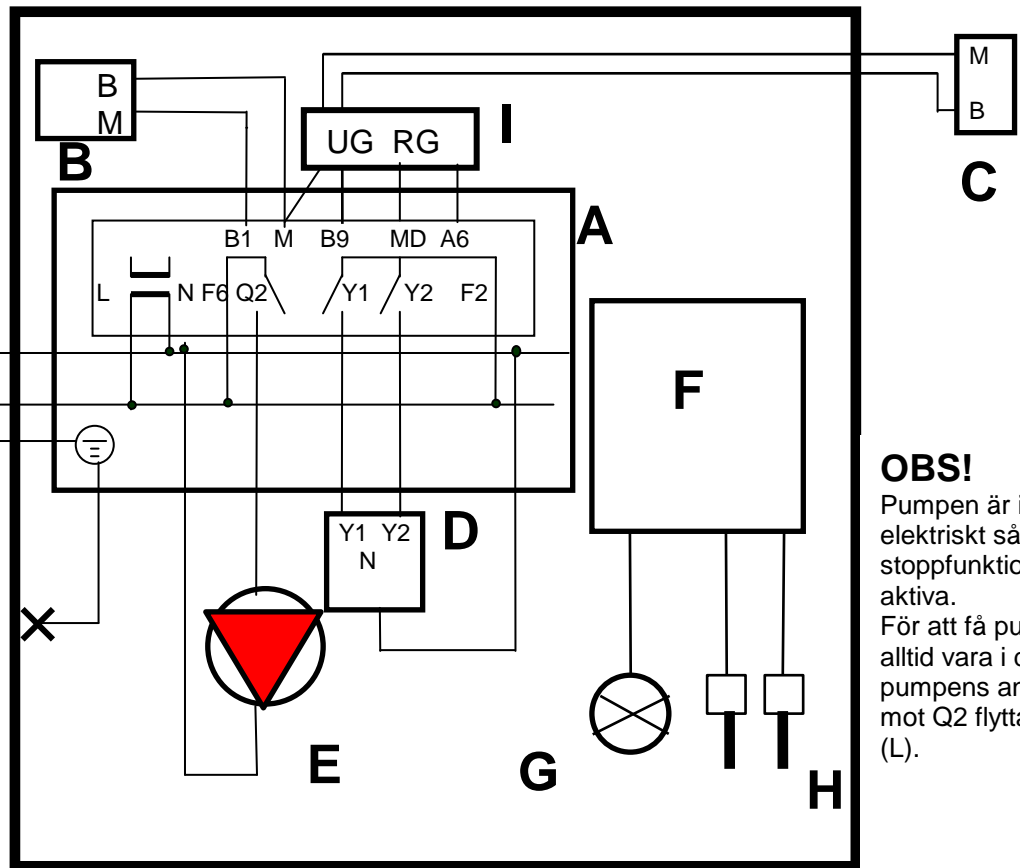 M
B
C
B
M
B
UG RG
I
A
B1 M B9 MD A6
L N F6 Q2 Y1 Y2 F2
F
Y1 Y2
N
D
E
G
H
OBS!
Pumpen är i
elektriskt så
stoppfunktio
aktiva.
För att få pu
alltid vara i d
pumpens an
mot Q2 flytta
(L).